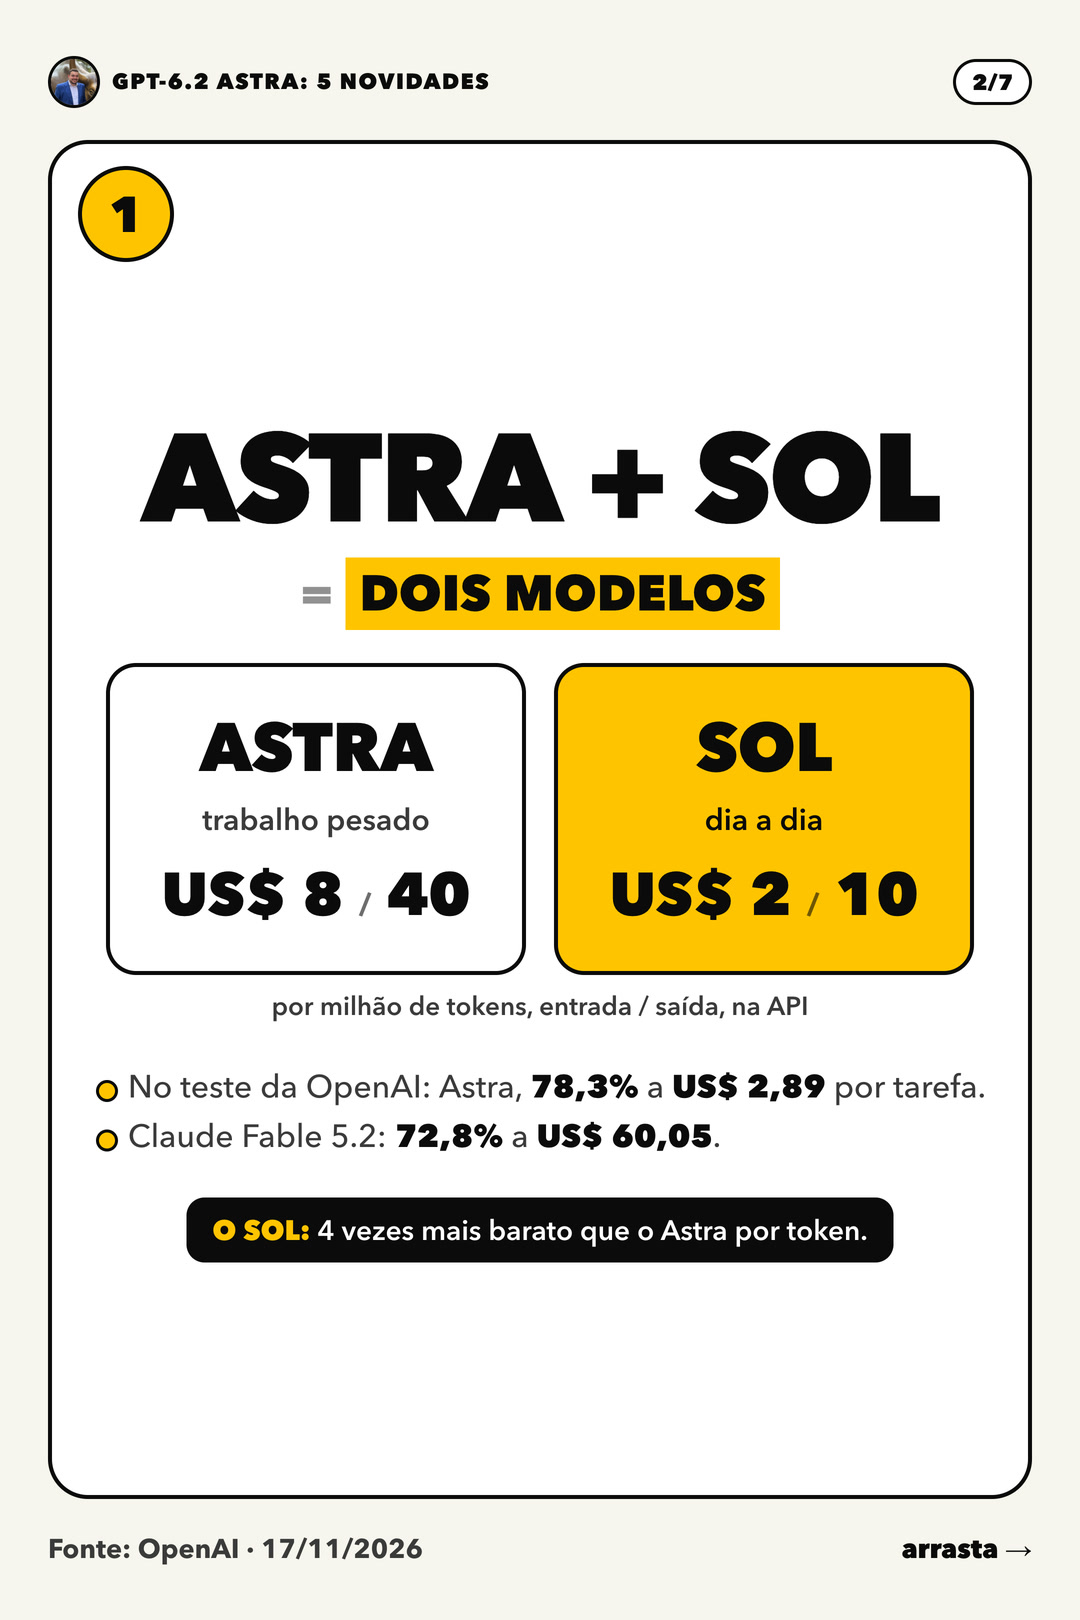 GPT-6.2 ASTRA: 5 NOVIDADES
2/7
1
ASTRA + SOL
= DOIS MODELOS
ASTRA
trabalho pesado
US$ 8 / 40
SOL
dia a dia
US$ 2 / 10
por milhão de tokens, entrada / saída, na API
No teste da OpenAI: Astra, 78,3% a US$ 2,89 por tarefa.
Claude Fable 5.2: 72,8% a US$ 60,05.
O SOL: 4 vezes mais barato que o Astra por token.
Fonte: OpenAI · 17/11/2026
arrasta →